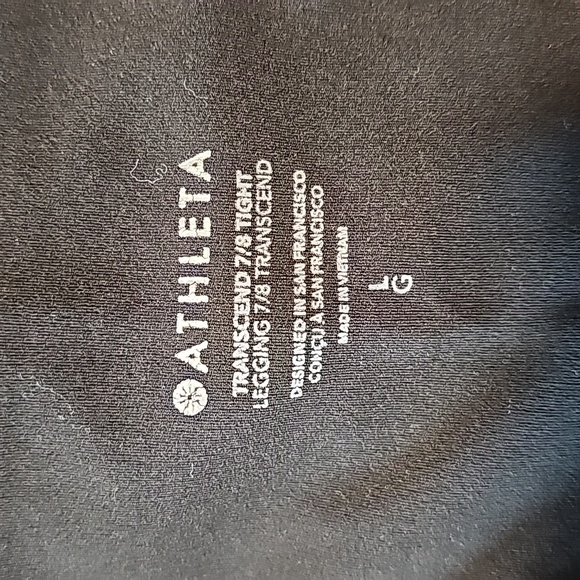 ATHLETA
TRANSCEND 7/8 TIGHT
LEGGING 7/8 TRANSCEND
DESIGNED IN SAN FRANCISCO
CONÇU À SAN FRANCISCO
MADE IN VIETNAM
L
G